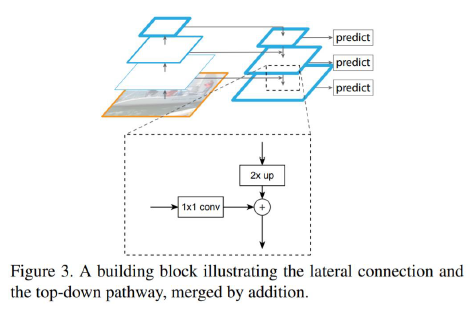 predict
predict
predict
2x up
1x1 conv
+
Figure 3. A building block illustrating the lateral connection and
the top-down pathway, merged by addition.